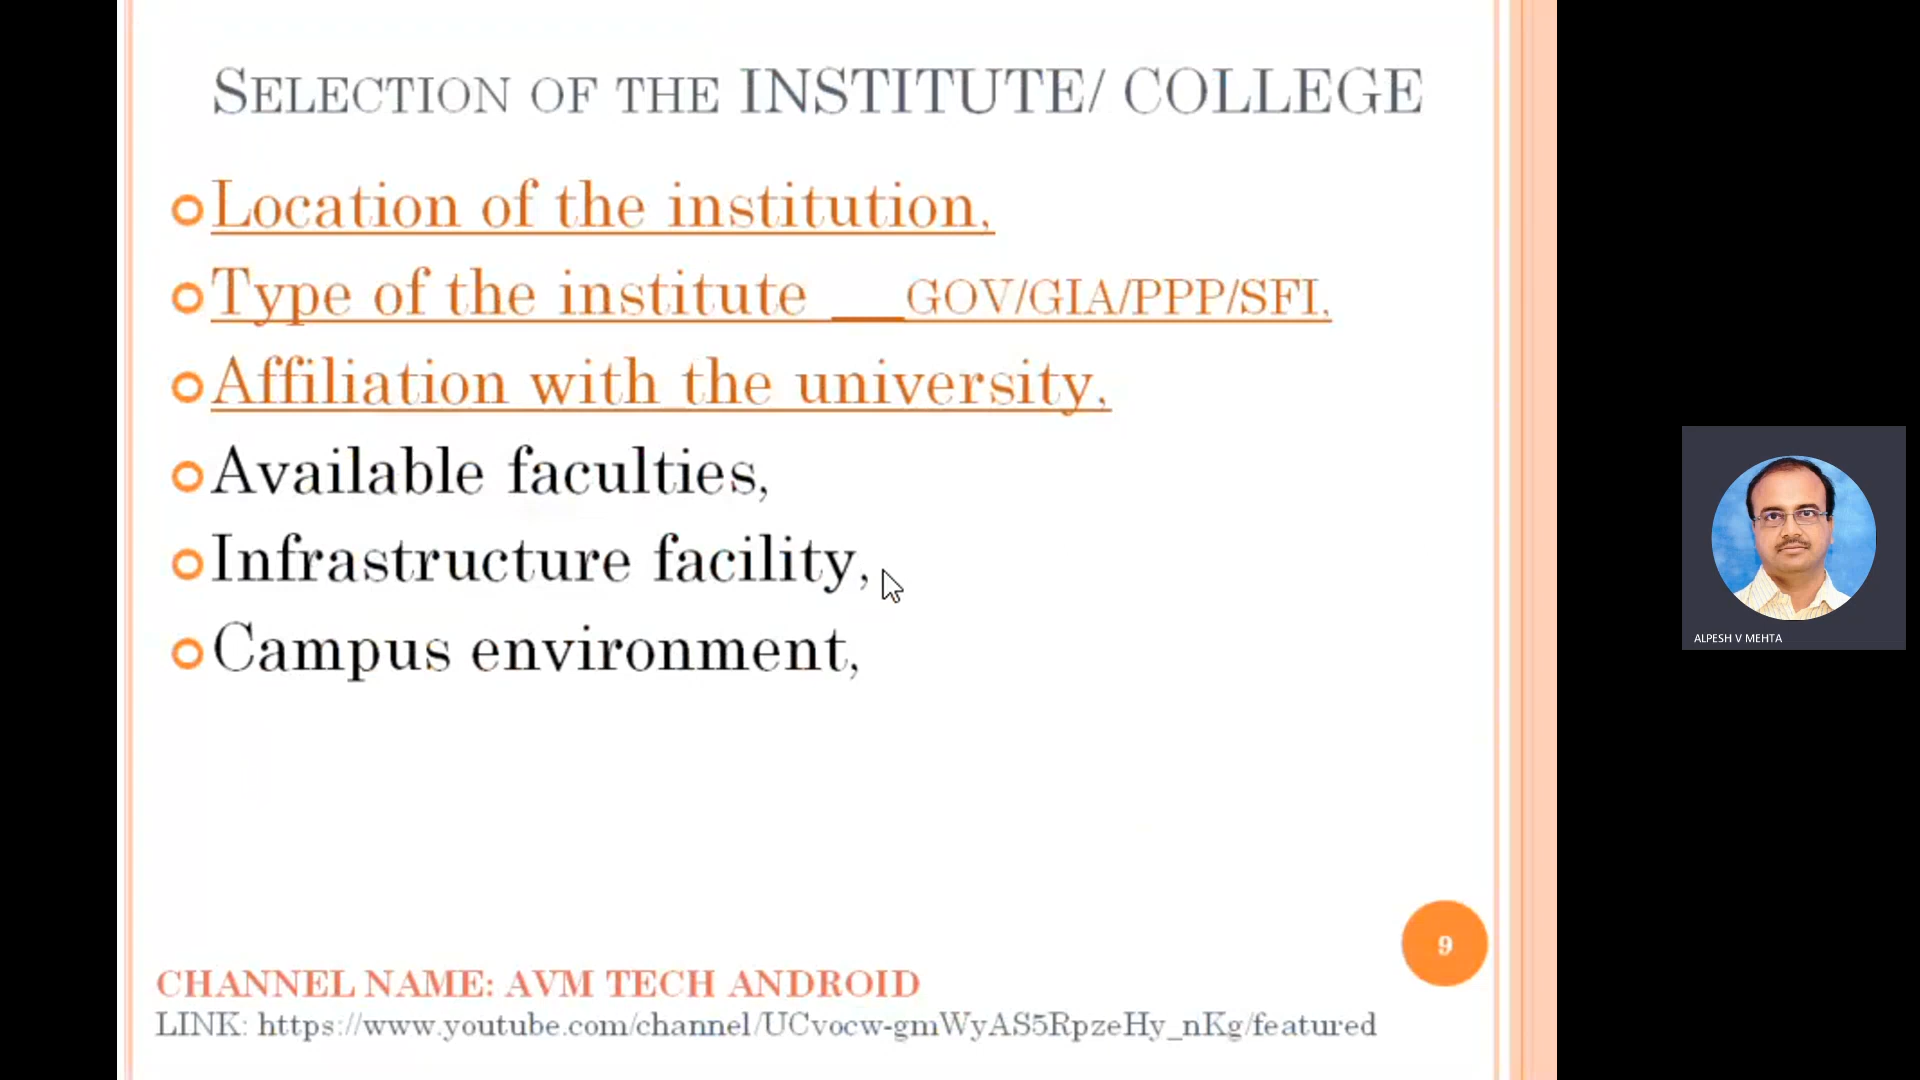 SELECTION OF THE INSTITUTE/ COLLEGE
Location of the institution,
Type of the institute __GOV/GIA/PPP/SFI,
Affiliation with the university,
Available faculties,
Infrastructure facility,
Campus environment,
ALPESH V MEHTA
9
CHANNEL NAME: AVM TECH ANDROID
LINK: https://www.youtube.com/channel/UCvocw-gmWyAS5RpzeHy_nKg/featured